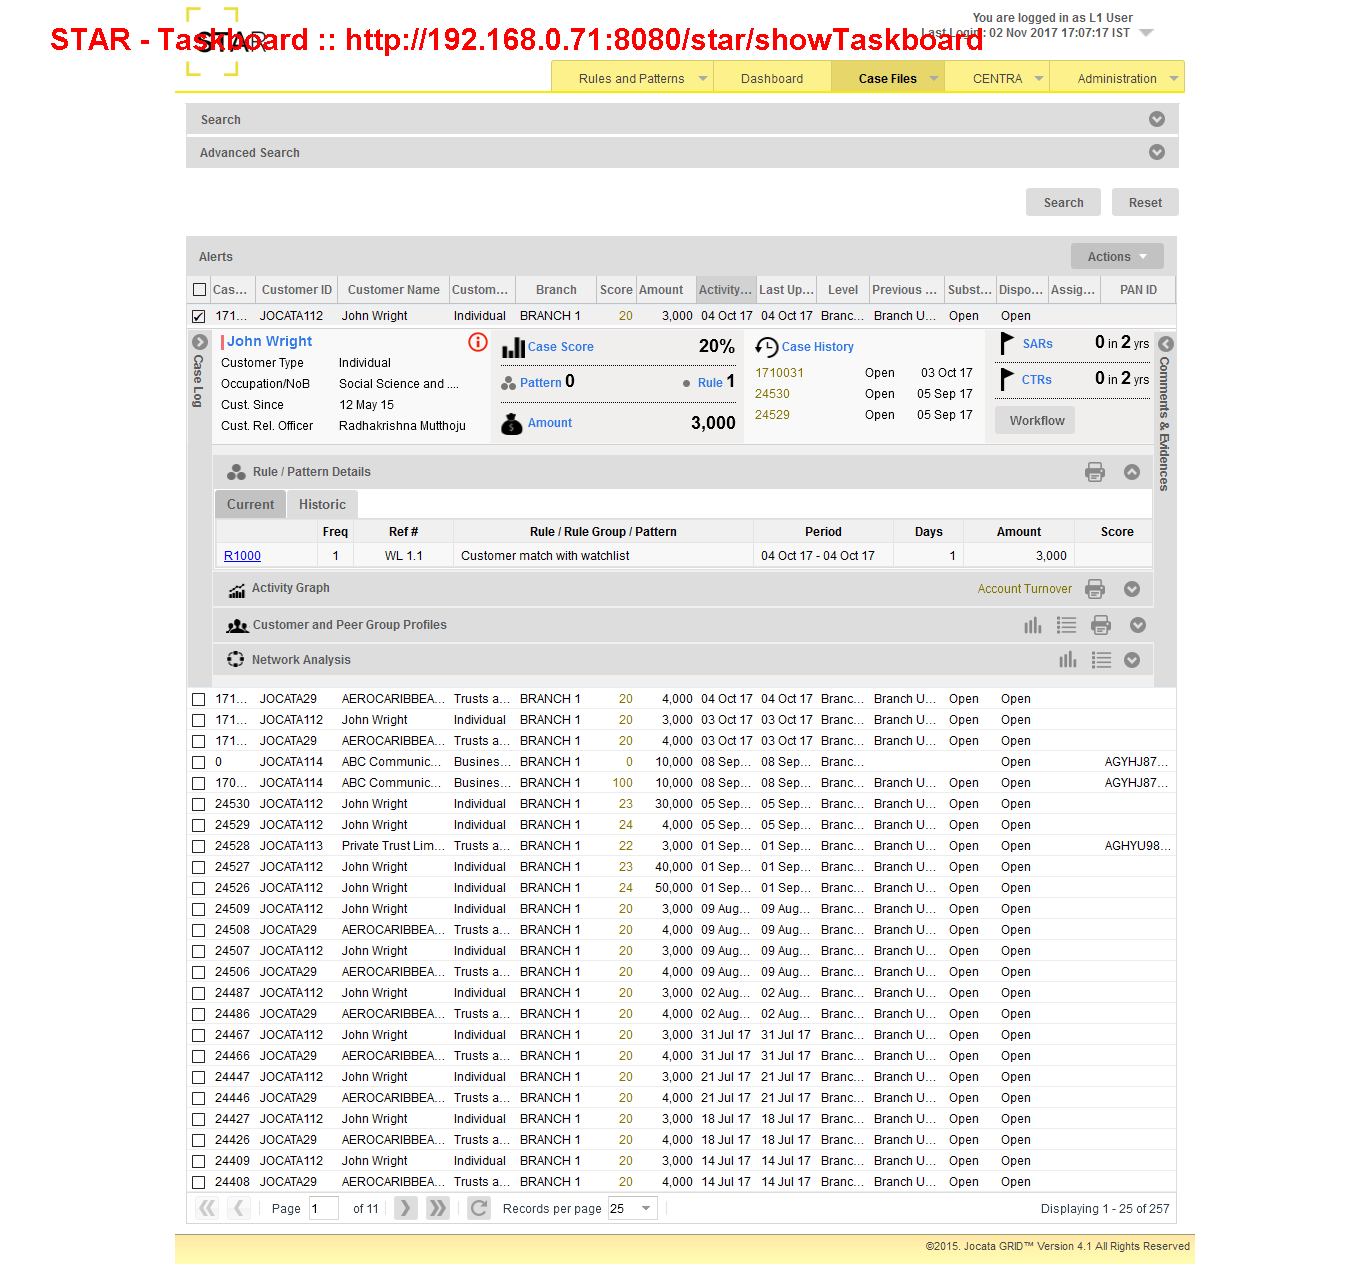 You are logged in as L1 User
STAR - Taskboard :: http://192.168.0.71:8080/star/showTaskboard
STAR
Last Login : 02 Nov 2017 17:07:17 IST
Rules and Patterns Dashboard Case Files CENTRA Administration
Search
Advanced Search
Search Reset
Alerts Actions
Cas... Customer ID Customer Name Custom... Branch Score Amount Activity... Last Up... Level Previous ... Subst... Dispo... Assig... PAN ID
171... JOCATA112 John Wright Individual BRANCH 1 20 3,000 04 Oct 17 04 Oct 17 Branc... Branch U... Open Open
Case Log
John Wright
Customer Type Individual
Occupation/NoB Social Science and ....
Cust. Since 12 May 15
Cust. Rel. Officer Radhakrishna Mutthoju
Case Score 20%
Pattern 0 Rule 1
Amount 3,000
Case History
1710031 Open 03 Oct 17
24530 Open 05 Sep 17
24529 Open 05 Sep 17
SARs 0 in 2 yrs
CTRs 0 in 2 yrs
Workflow
Comments & Evidences
Rule / Pattern Details
Current Historic
Freq Ref # Rule / Rule Group / Pattern Period Days Amount Score
R1000 1 WL 1.1 Customer match with watchlist 04 Oct 17 - 04 Oct 17 1 3,000
Activity Graph Account Turnover
Customer and Peer Group Profiles
Network Analysis
171... JOCATA29 AEROCARIBBEA... Trusts a... BRANCH 1 20 4,000 04 Oct 17 04 Oct 17 Branc... Branch U... Open Open
171... JOCATA112 John Wright Individual BRANCH 1 20 3,000 03 Oct 17 03 Oct 17 Branc... Branch U... Open Open
171... JOCATA29 AEROCARIBBEA... Trusts a... BRANCH 1 20 4,000 03 Oct 17 03 Oct 17 Branc... Branch U... Open Open
0 JOCATA114 ABC Communic... Busines... BRANCH 1 0 10,000 08 Sep... 08 Sep... Branc... Open AGYHJ87...
170... JOCATA114 ABC Communic... Busines... BRANCH 1 100 10,000 08 Sep... 08 Sep... Branc... Branch U... Open Open AGYHJ87...
24530 JOCATA112 John Wright Individual BRANCH 1 23 30,000 05 Sep... 05 Sep... Branc... Branch U... Open Open
24529 JOCATA112 John Wright Individual BRANCH 1 24 4,000 05 Sep... 05 Sep... Branc... Branch U... Open Open
24528 JOCATA113 Private Trust Lim... Trusts a... BRANCH 1 22 3,000 01 Sep... 01 Sep... Branc... Branch U... Open Open AGHYU98...
24527 JOCATA112 John Wright Individual BRANCH 1 23 40,000 01 Sep... 01 Sep... Branc... Branch U... Open Open
24526 JOCATA112 John Wright Individual BRANCH 1 24 50,000 01 Sep... 01 Sep... Branc... Branch U... Open Open
24509 JOCATA112 John Wright Individual BRANCH 1 20 3,000 09 Aug... 09 Aug... Branc... Branch U... Open Open
24508 JOCATA29 AEROCARIBBEA... Trusts a... BRANCH 1 20 4,000 09 Aug... 09 Aug... Branc... Branch U... Open Open
24507 JOCATA112 John Wright Individual BRANCH 1 20 3,000 09 Aug... 09 Aug... Branc... Branch U... Open Open
24506 JOCATA29 AEROCARIBBEA... Trusts a... BRANCH 1 20 4,000 09 Aug... 09 Aug... Branc... Branch U... Open Open
24487 JOCATA112 John Wright Individual BRANCH 1 20 3,000 02 Aug... 02 Aug... Branc... Branch U... Open Open
24486 JOCATA29 AEROCARIBBEA... Trusts a... BRANCH 1 20 4,000 02 Aug... 02 Aug... Branc... Branch U... Open Open
24467 JOCATA112 John Wright Individual BRANCH 1 20 3,000 31 Jul 17 31 Jul 17 Branc... Branch U... Open Open
24466 JOCATA29 AEROCARIBBEA... Trusts a... BRANCH 1 20 4,000 31 Jul 17 31 Jul 17 Branc... Branch U... Open Open
24447 JOCATA112 John Wright Individual BRANCH 1 20 3,000 21 Jul 17 21 Jul 17 Branc... Branch U... Open Open
24446 JOCATA29 AEROCARIBBEA... Trusts a... BRANCH 1 20 4,000 21 Jul 17 21 Jul 17 Branc... Branch U... Open Open
24427 JOCATA112 John Wright Individual BRANCH 1 20 3,000 18 Jul 17 18 Jul 17 Branc... Branch U... Open Open
24426 JOCATA29 AEROCARIBBEA... Trusts a... BRANCH 1 20 4,000 18 Jul 17 18 Jul 17 Branc... Branch U... Open Open
24409 JOCATA112 John Wright Individual BRANCH 1 20 3,000 14 Jul 17 14 Jul 17 Branc... Branch U... Open Open
24408 JOCATA29 AEROCARIBBEA... Trusts a... BRANCH 1 20 4,000 14 Jul 17 14 Jul 17 Branc... Branch U... Open Open
Page 1 of 11 Records per page 25 Displaying 1 - 25 of 257
©2015. Jocata GRID™ Version 4.1 All Rights Reserved